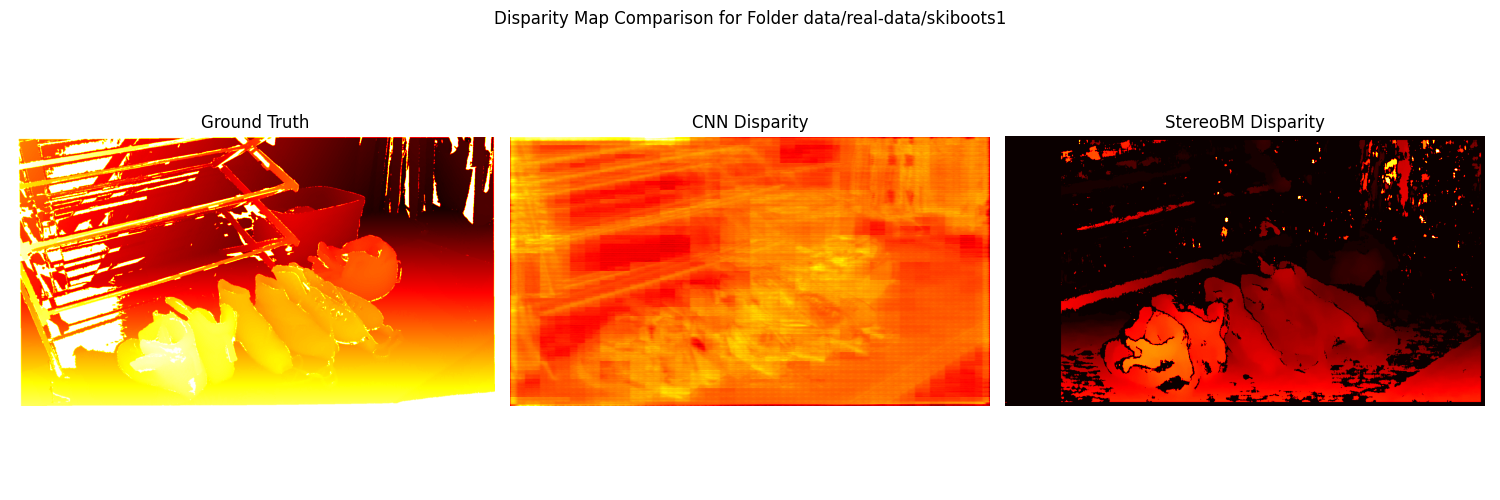 Disparity Map Comparison for Folder data/real-data/skiboots1
Ground Truth
CNN Disparity
StereoBM Disparity